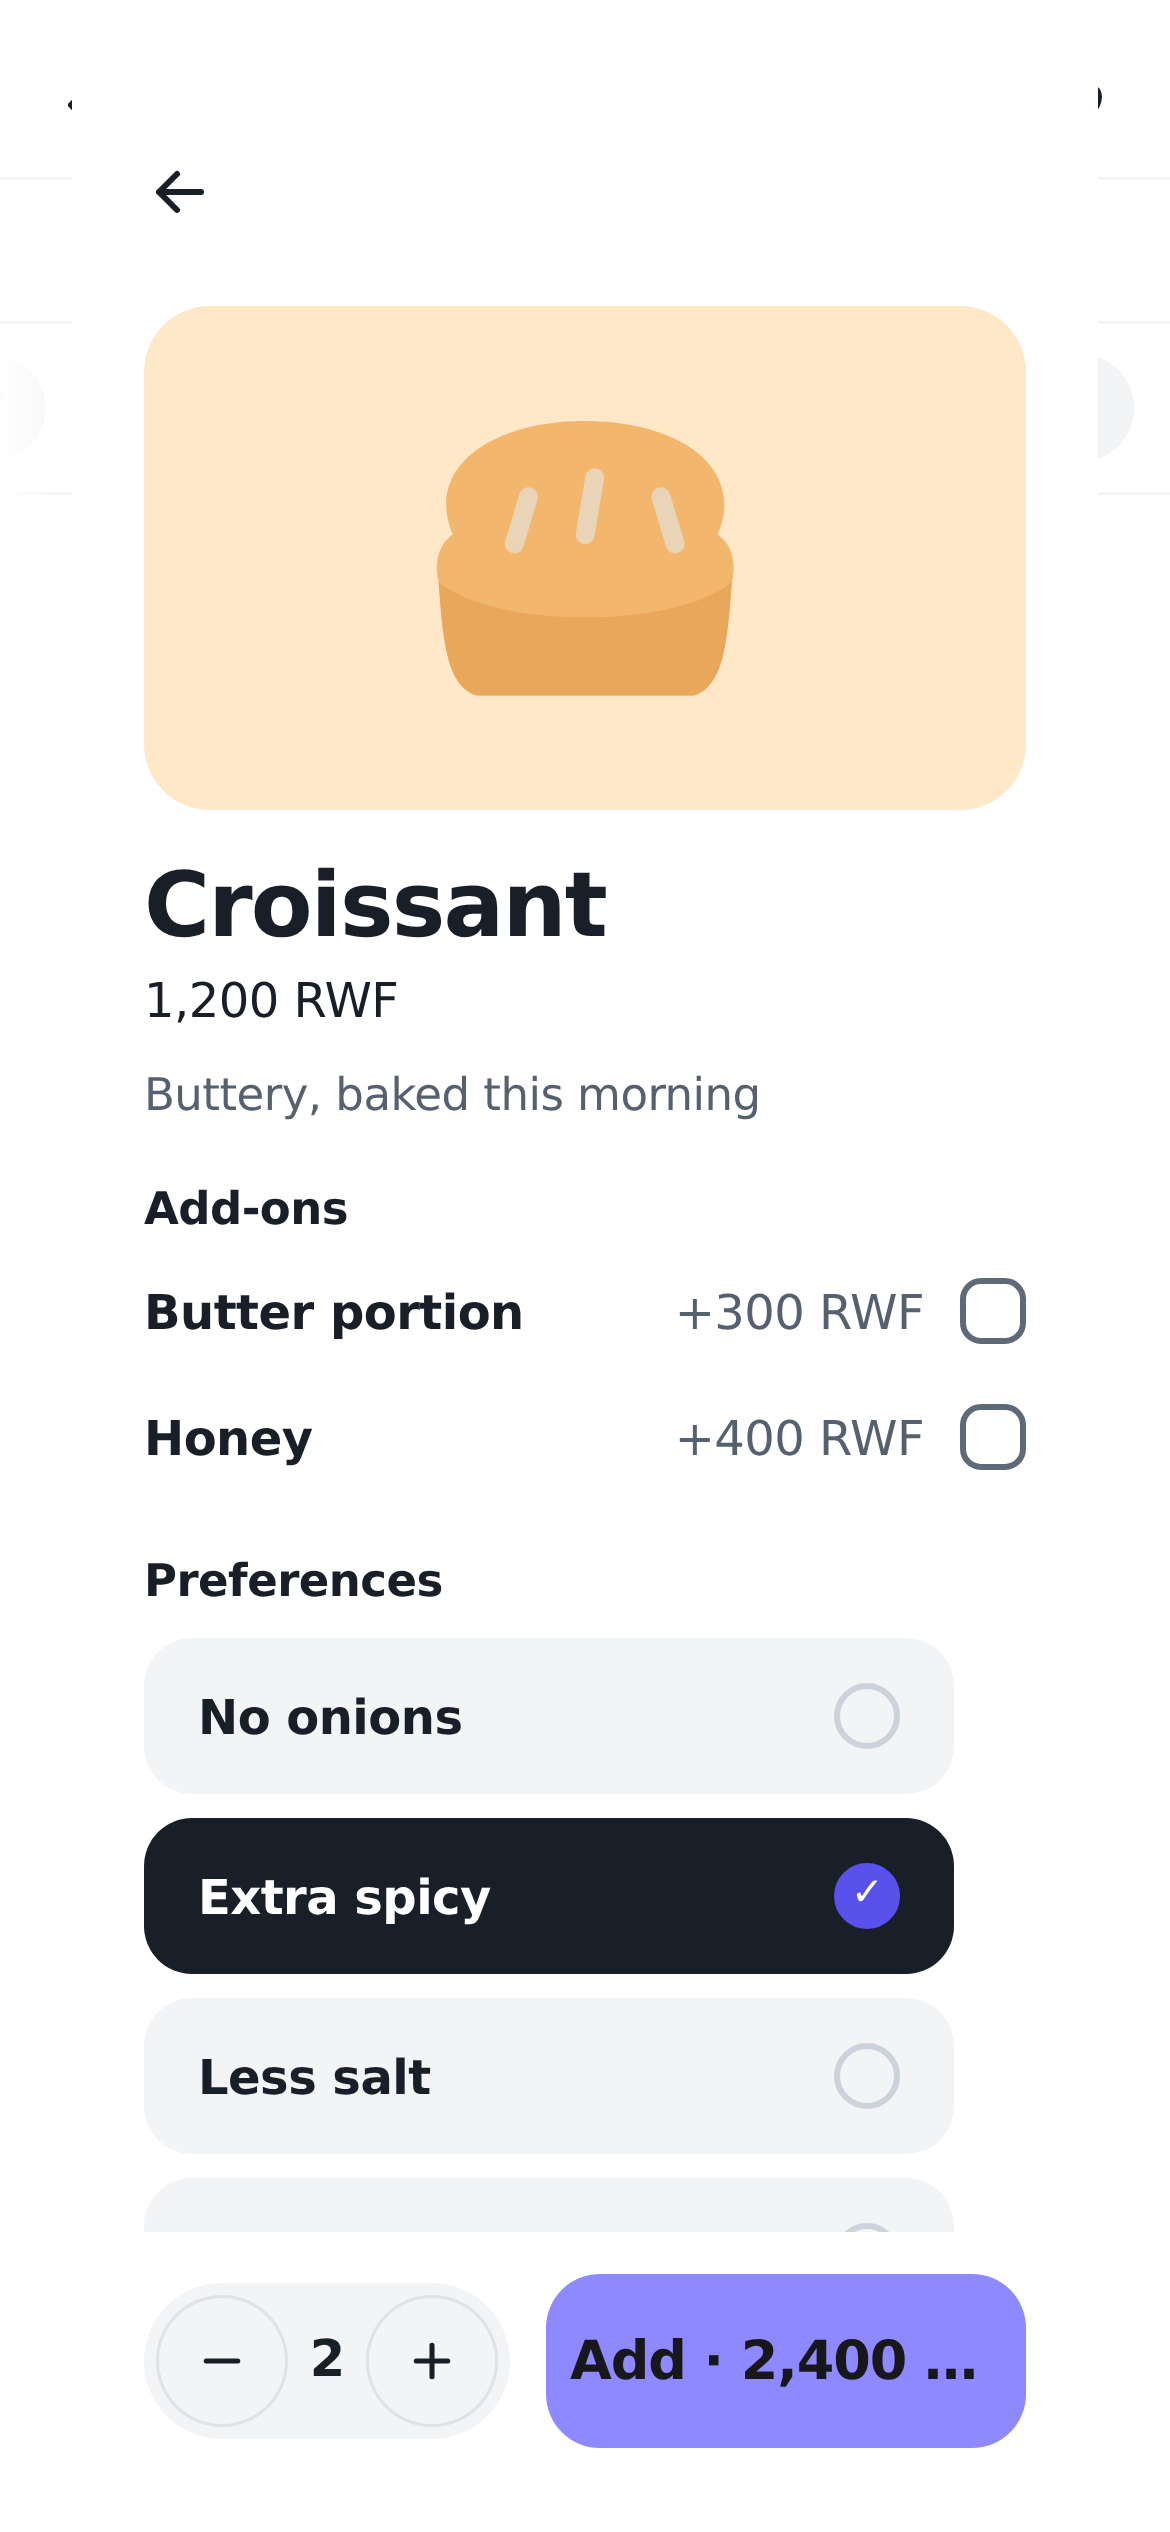 Croissant
1,200 RWF
Buttery, baked this morning
Add-ons
Butter portion +300 RWF
Honey +400 RWF
Preferences
No onions
Extra spicy ✓
Less salt
− 2 + Add · 2,400 ...